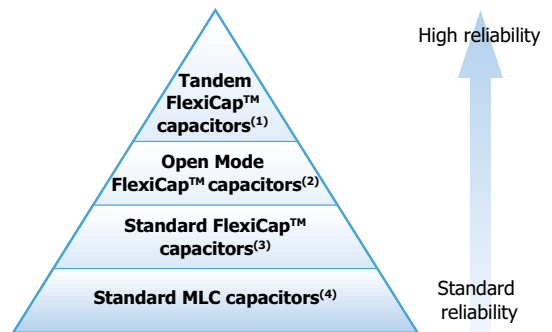 High reliability
Tandem
FlexiCap™
capacitors(1)
Open Mode
FlexiCap™ capacitors(2)
Standard FlexiCap™
capacitors(3)
Standard MLC capacitors(4)
Standard
reliability